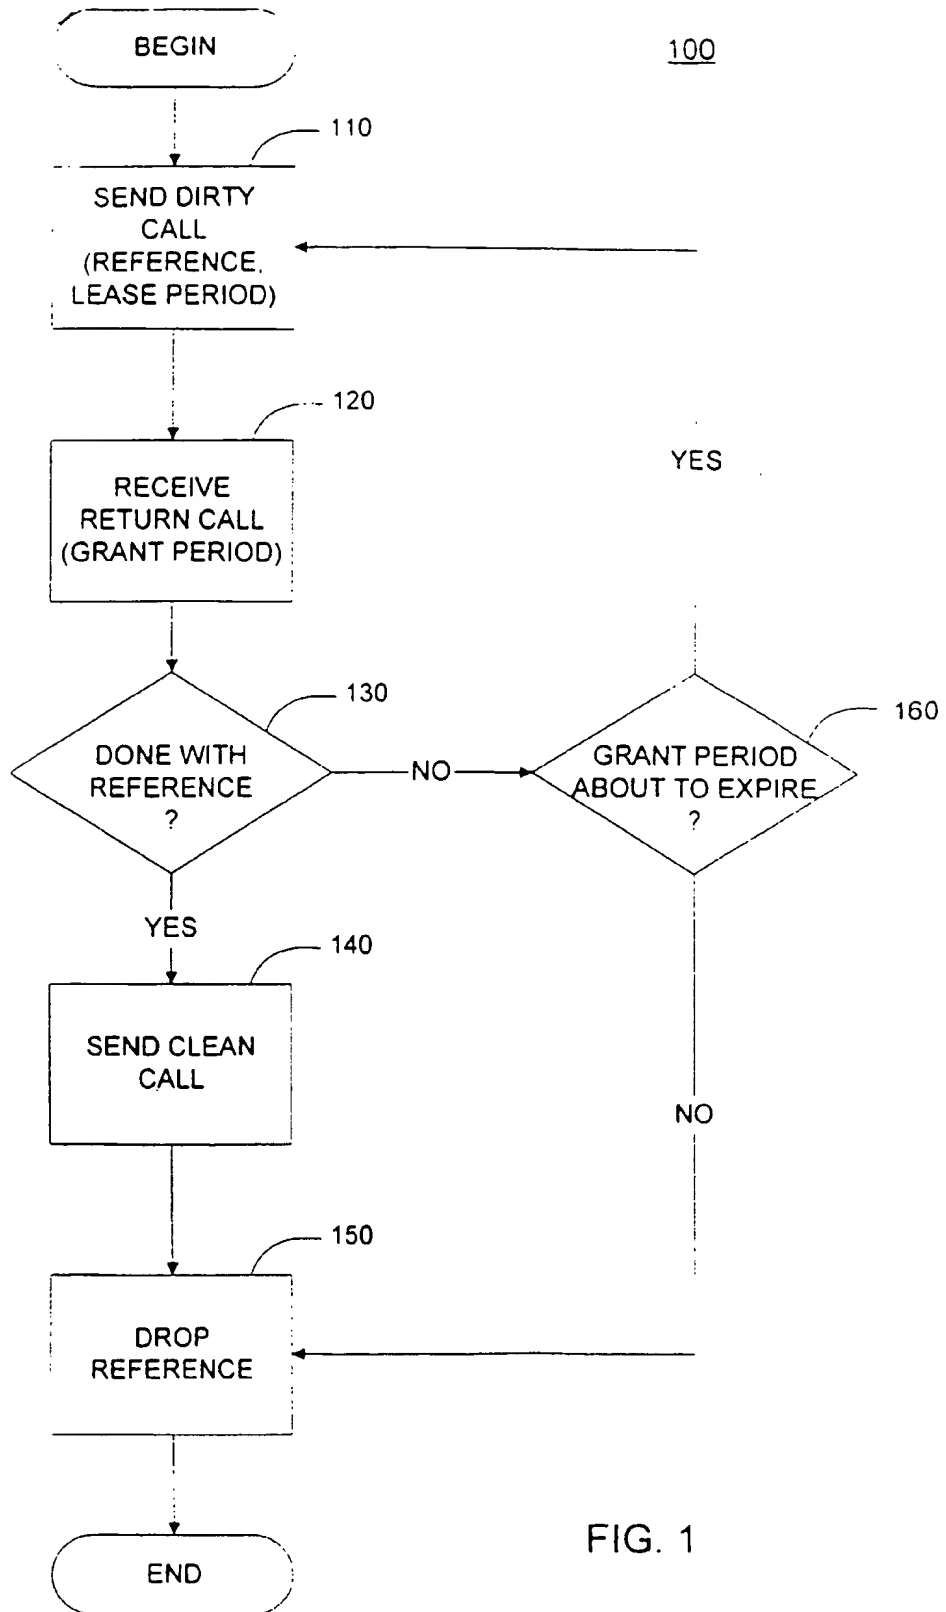 BEGIN
100
110
SEND DIRTY
CALL
(REFERENCE,
LEASE PERIOD)
120
RECEIVE
RETURN CALL
(GRANT PERIOD)
YES
130
DONE WITH
REFERENCE
?
NO
160
GRANT PERIOD
ABOUT TO EXPIRE
?
YES
140
SEND CLEAN
CALL
NO
150
DROP
REFERENCE
END
FIG. 1